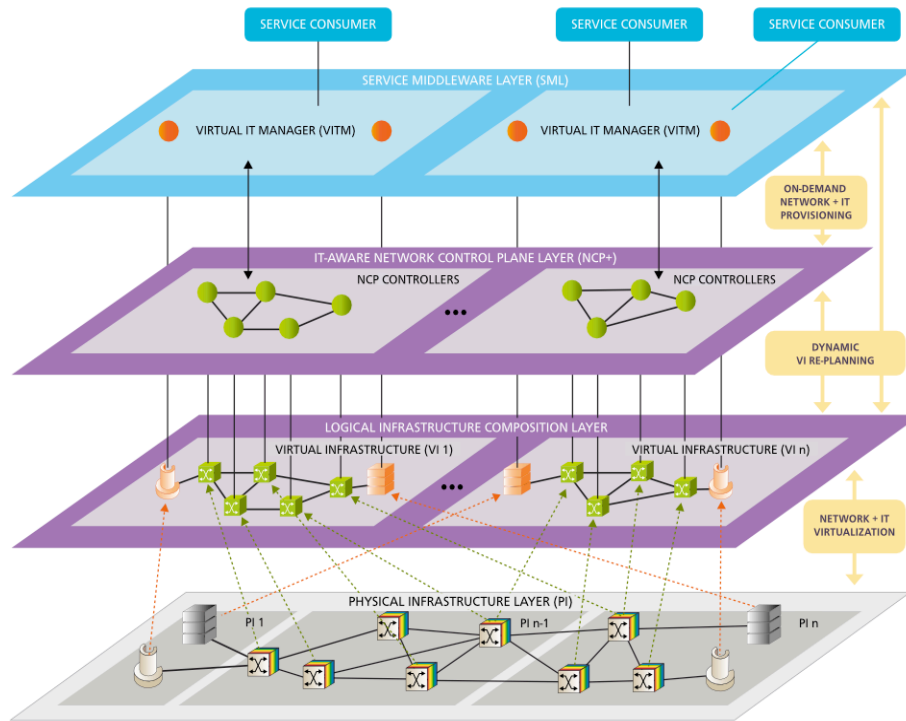 SERVICE CONSUMER
SERVICE CONSUMER
SERVICE CONSUMER
SERVICE MIDDLEWARE LAYER (SML)
VIRTUAL IT MANAGER (VITM)
VIRTUAL IT MANAGER (VITM)
ON-DEMAND
NETWORK + IT
PROVISIONING
IT-AWARE NETWORK CONTROL PLANE LAYER (NCP+)
NCP CONTROLLERS
NCP CONTROLLERS
...
DYNAMIC
VI RE-PLANNING
LOGICAL INFRASTRUCTURE COMPOSITION LAYER
VIRTUAL INFRASTRUCTURE (VI 1)
VIRTUAL INFRASTRUCTURE (VI n)
...
NETWORK + IT
VIRTUALIZATION
PHYSICAL INFRASTRUCTURE LAYER (PI)
PI 1
PI n-1
PI n